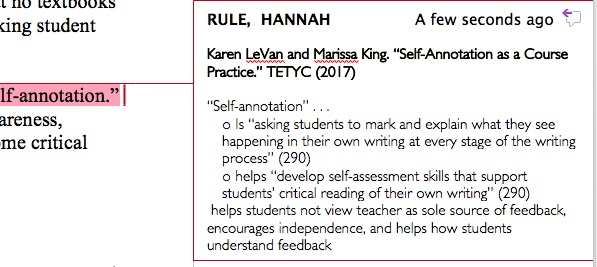 t no textbooks
king student
lf-annotation.”
areness,
me critical
RULE, HANNAH A few seconds ago
Karen LeVan and Marissa King. “Self-Annotation as a Course
Practice.” TETYC (2017)
“Self-annotation” . . .
o Is “asking students to mark and explain what they see
happening in their own writing at every stage of the writing
process” (290)
o helps “develop self-assessment skills that support
students’ critical reading of their own writing” (290)
helps students not view teacher as sole source of feedback,
encourages independence, and helps how students
understand feedback